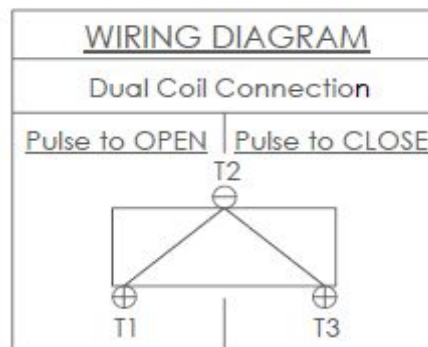 WIRING DIAGRAM
Dual Coil Connection
Pulse to OPEN Pulse to CLOSE
T2
T1 T3